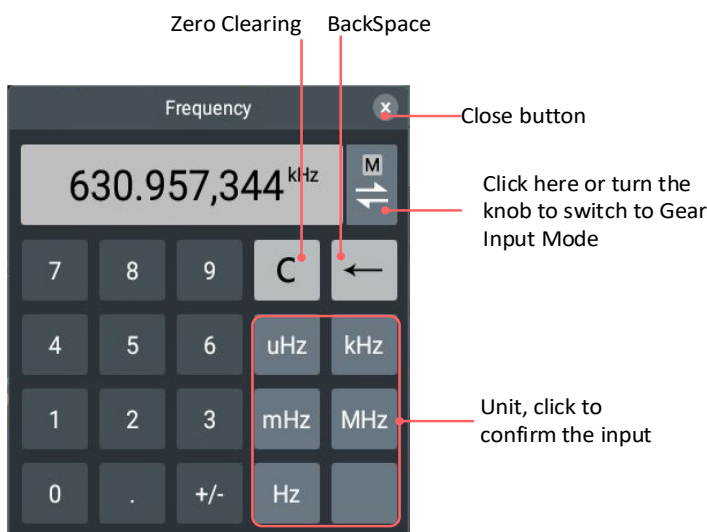 Zero Clearing BackSpace
Frequency x
Close button
630.957,344 kHz M
Click here or turn the
knob to switch to Gear
Input Mode
7 8 9 C ←
4 5 6 uHz kHz
1 2 3 mHz MHz
Unit, click to
confirm the input
0 . +/- Hz